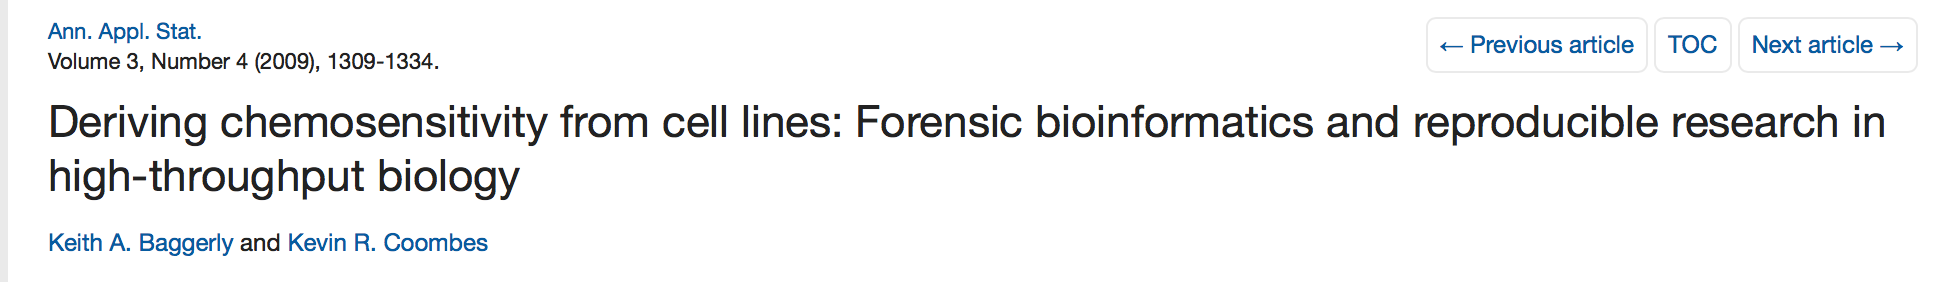 Ann. Appl. Stat.
Volume 3, Number 4 (2009), 1309-1334.
← Previous article
TOC
Next article →
Deriving chemosensitivity from cell lines: Forensic bioinformatics and reproducible research in
high-throughput biology
Keith A. Baggerly and Kevin R. Coombes